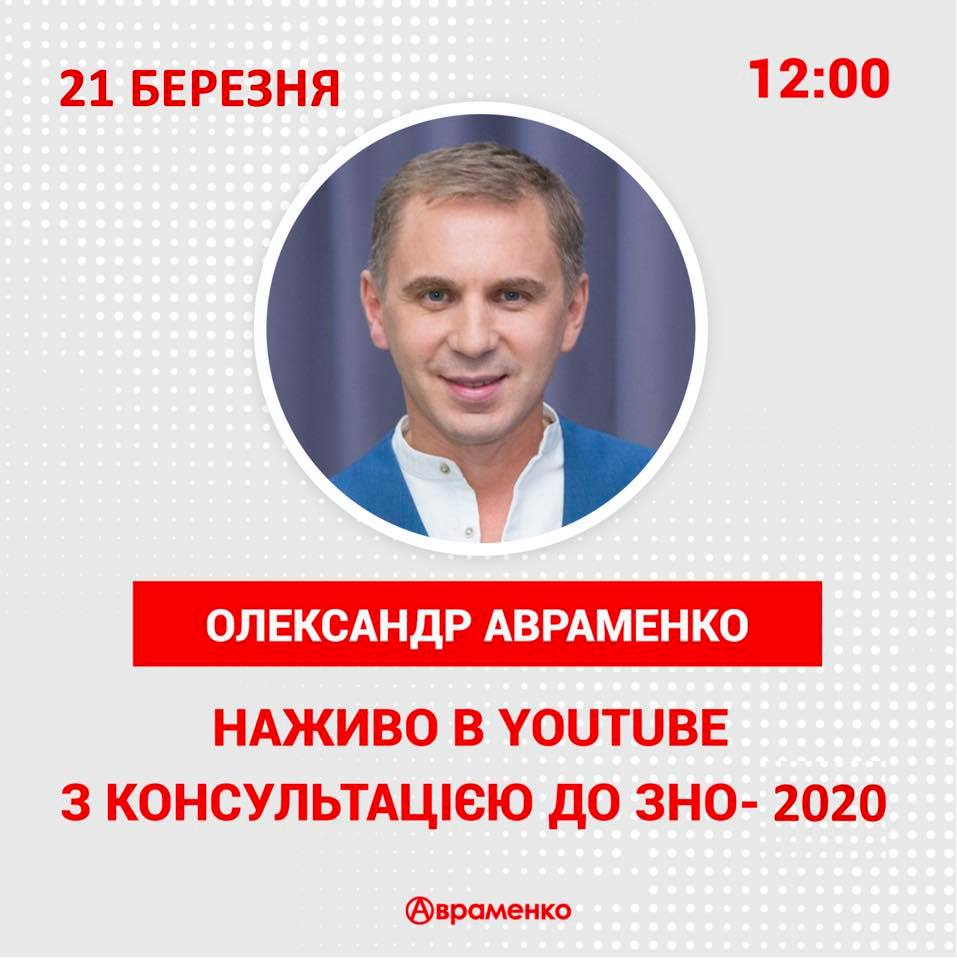 21 БЕРЕЗНЯ
12:00
ОЛЕКСАНДР АВРАМЕНКО
НАЖИВО В YOUTUBE
З КОНСУЛЬТАЦІЄЮ ДО ЗНО- 2020
Авраменко